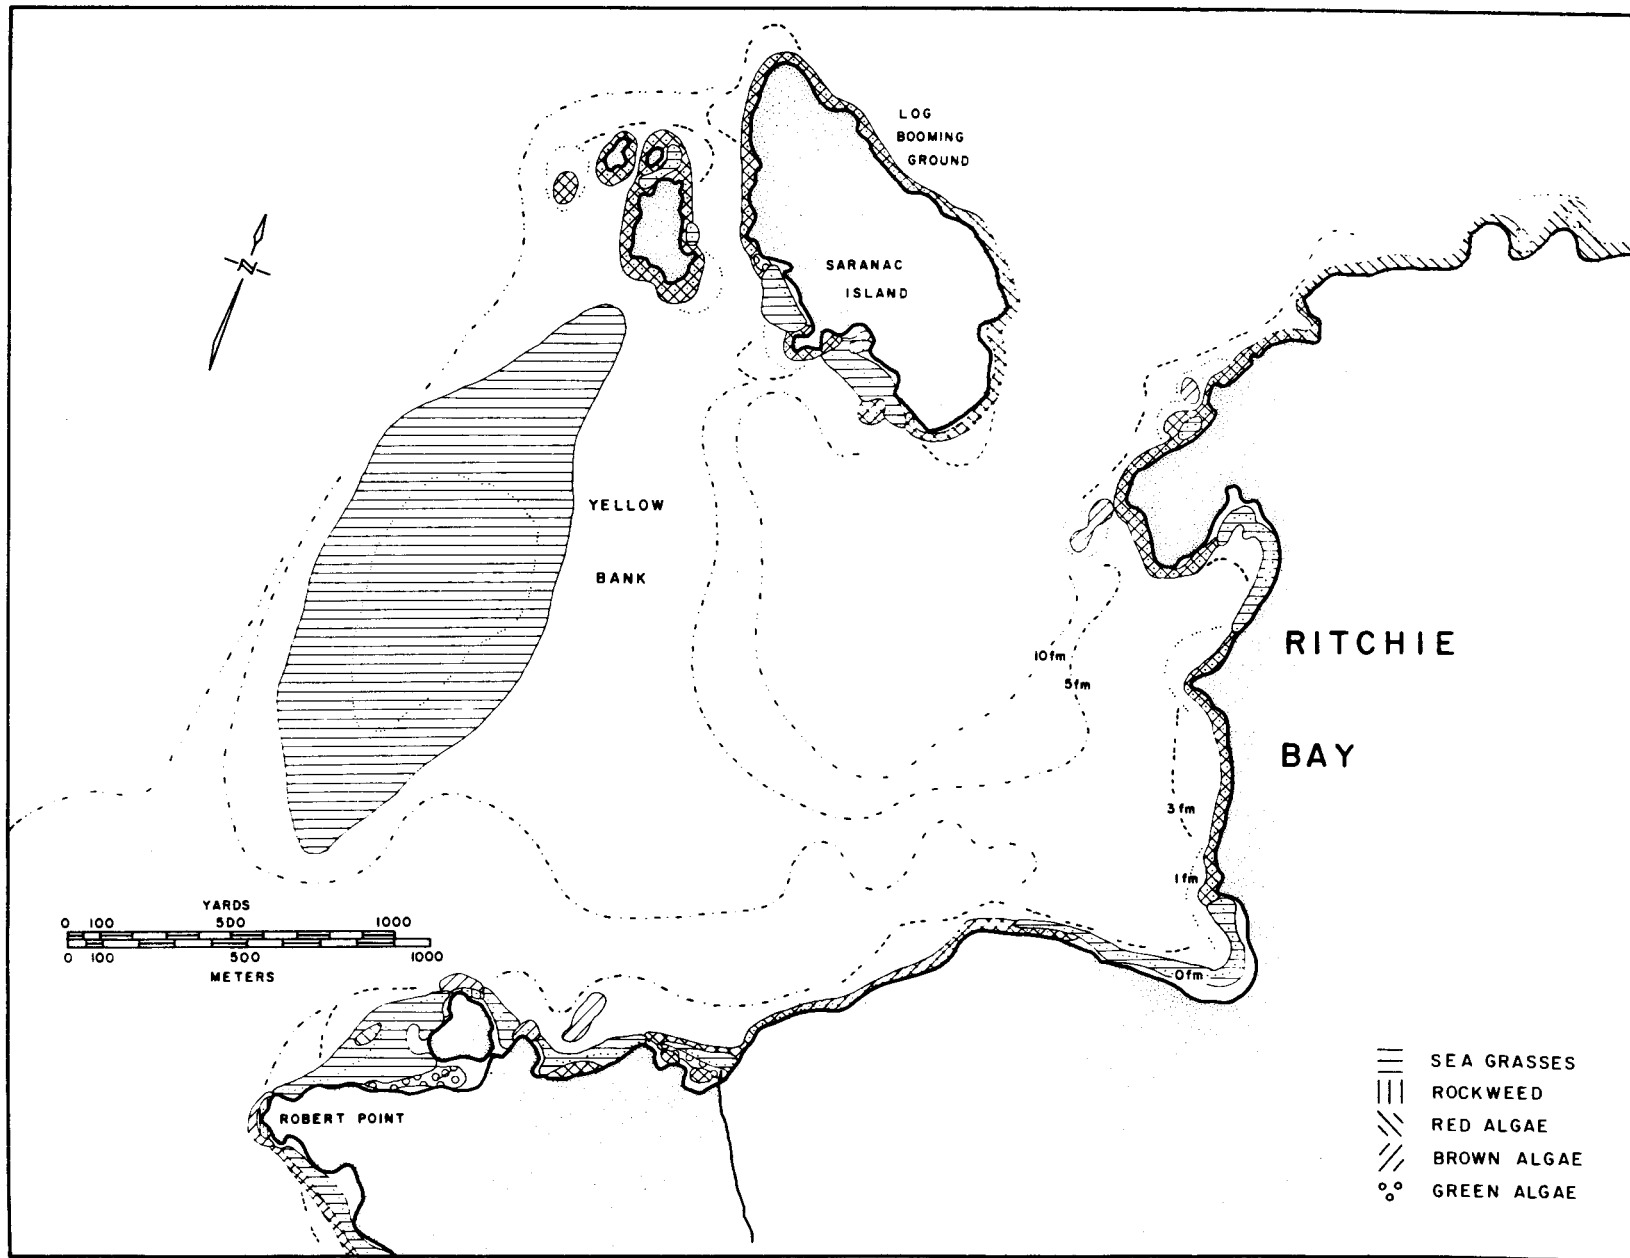 LOG
BOOMING
GROUND
N
SARANAC
ISLAND
YELLOW
BANK
RITCHIE
10fm
5fm
BAY
3fm
1fm
YARDS
0 100 500 1000
0 100 500 1000
METERS
0fm
SEA GRASSES
ROCKWEED
RED ALGAE
BROWN ALGAE
GREEN ALGAE
ROBERT POINT